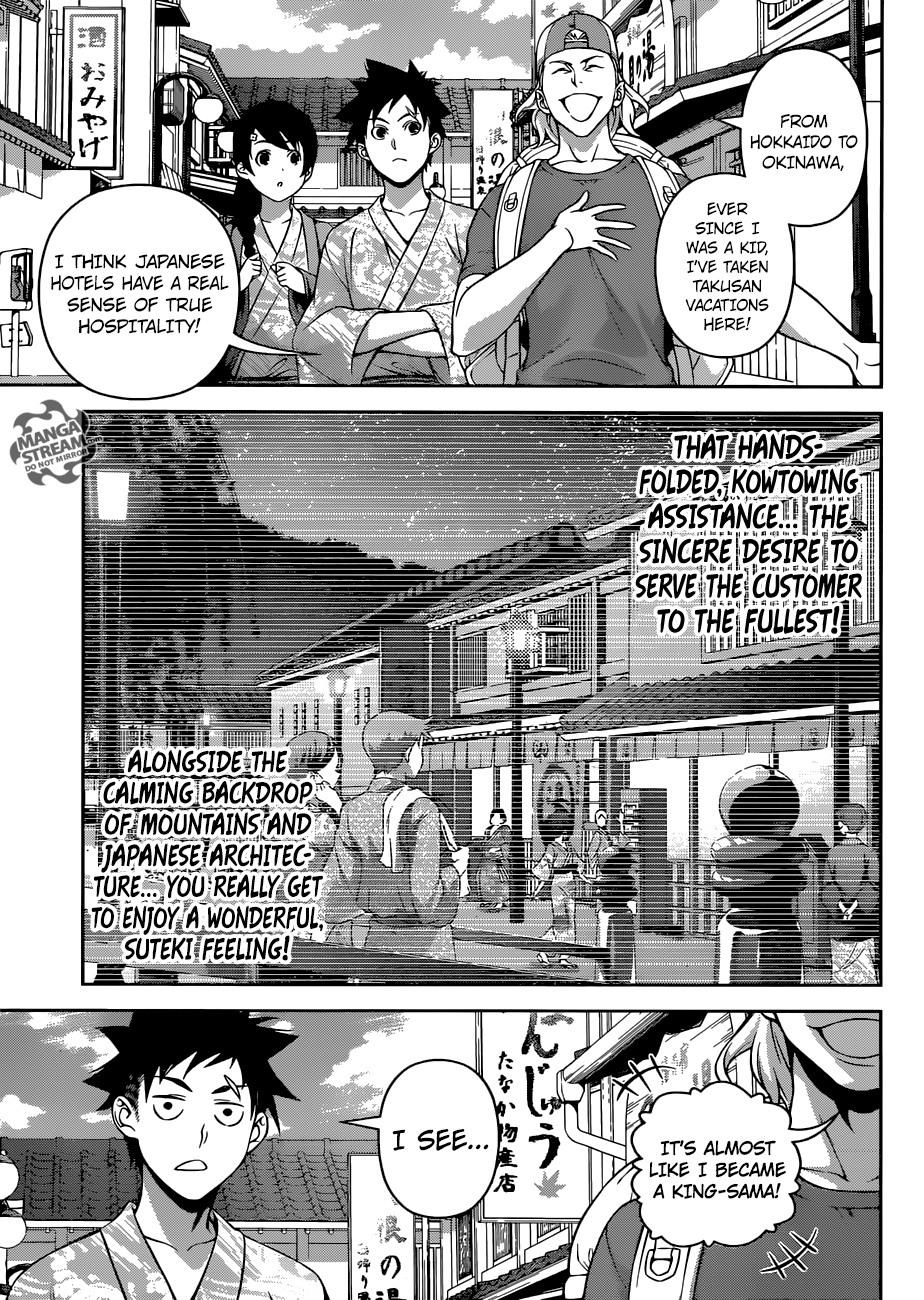 FROM
HOKKAIDO TO
OKINAWA,
EVER
SINCE I
WAS A KID,
I'VE TAKEN
TAKUSAN
VACATIONS
HERE!
I THINK JAPANESE
HOTELS HAVE A REAL
SENSE OF TRUE
HOSPITALITY!
酒
おみやげ
MANGA
STREAM
DO NOT MIRROR
THAT HANDS-
FOLDED, KOWTOWING
ASSISTANCE... THE
SINCERE DESIRE TO
SERVE THE CUSTOMER
TO THE FULLEST!
ALONGSIDE THE
CALMING BACKDROP
OF MOUNTAINS AND
JAPANESE ARCHITEC-
TURE... YOU REALLY GET
TO ENJOY A WONDERFUL,
SUTEKI FEELING!
IT'S ALMOST
LIKE I BECAME
A KING-SAMA!
んじゅう
たなか物産店
I SEE...
の湯